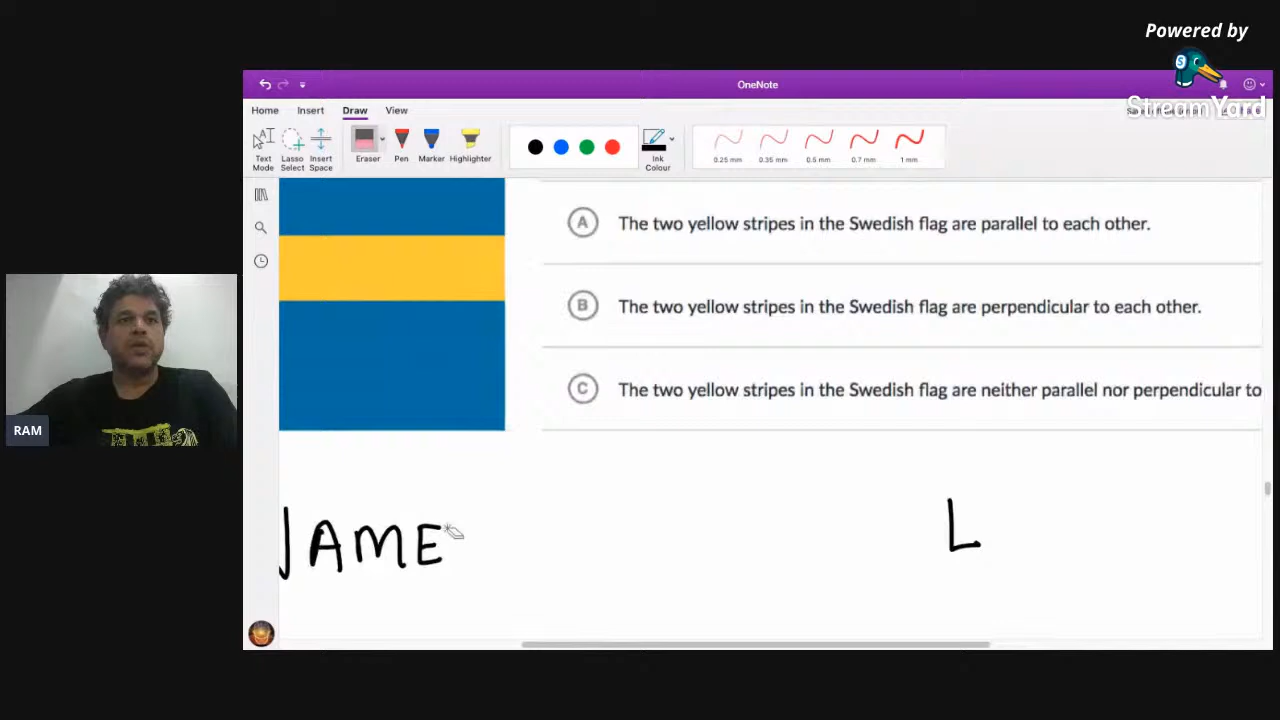 Powered by
StreamYard
OneNote
Home Insert Draw View
Text Mode Lasso Select Insert Space Eraser Pen Marker Highlighter Ink Colour 0.25 mm 0.35 mm 0.5 mm 0.7 mm 1 mm
A The two yellow stripes in the Swedish flag are parallel to each other.
B The two yellow stripes in the Swedish flag are perpendicular to each other.
C The two yellow stripes in the Swedish flag are neither parallel nor perpendicular to
RAM
JAME
L